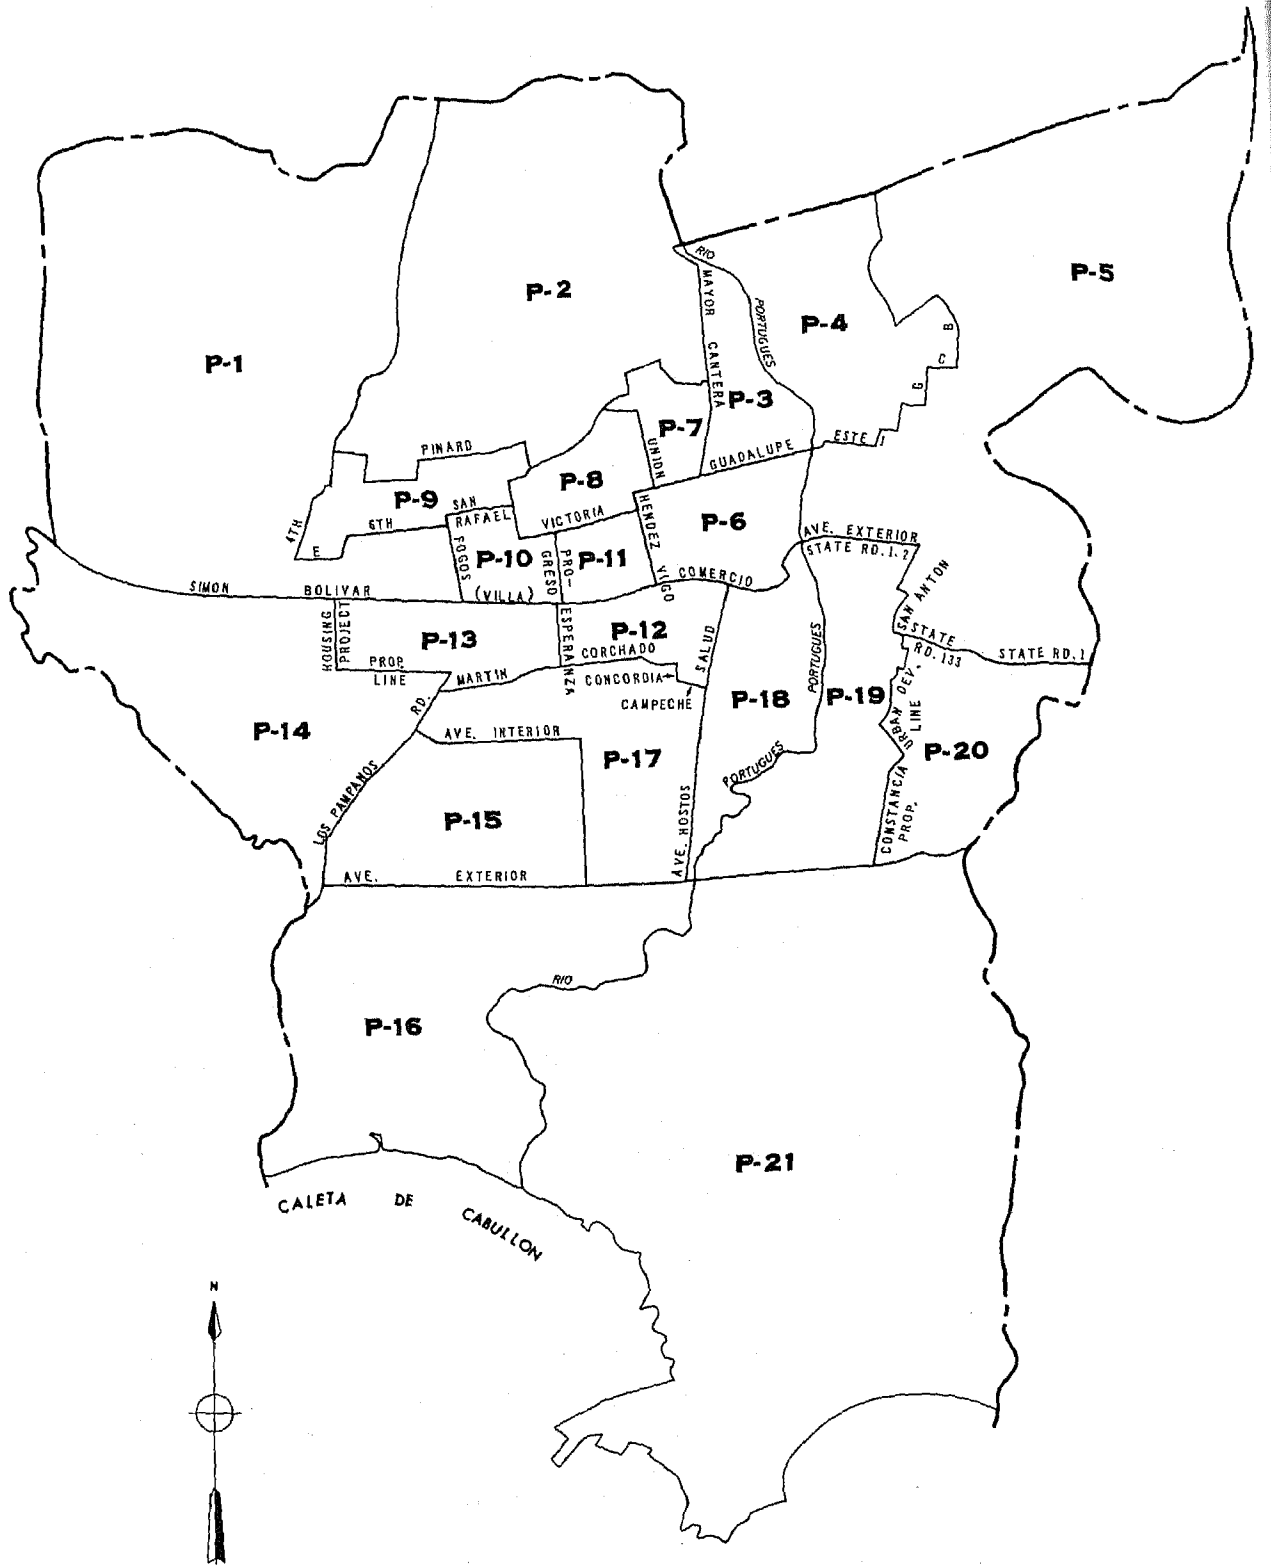 P-5
RIO
MAYOR
CANTERA
PORTUGUES
P-2
P-4
B
C
G
P-1
P-3
P-7
UNION
GUADALUPE
ESTE
PINARD
P-8
P-9
SAN
RAFAEL
6TH
4TH
E
VICTORIA
MENDEZ
VIGO
P-6
AVE. EXTERIOR
STATE RD. 1.2
FOGOS
P-10
(VILLA)
PRO-
GRESO
P-11
COMERCIO
SAN ANTON
SIMON
BOLIVAR
HOUSING
PROJECT
P-13
ESPERANZA
P-12
CORCHADO
SALUD
STATE
RD. 133
STATE RD. 1
PROP.
LINE
MARTIN
CONCORDIA
CAMPECHE
PORTUGUES
P-14
RD.
LOS PAMPANOS
AVE. INTERIOR
P-17
P-18
P-19
URBAN DEV.
LINE
P-20
PORTUGUES
P-15
AVE. HOSTOS
CONSTANCIA
PROP.
AVE.
EXTERIOR
RIO
P-16
P-21
CALETA DE CABULLON
N